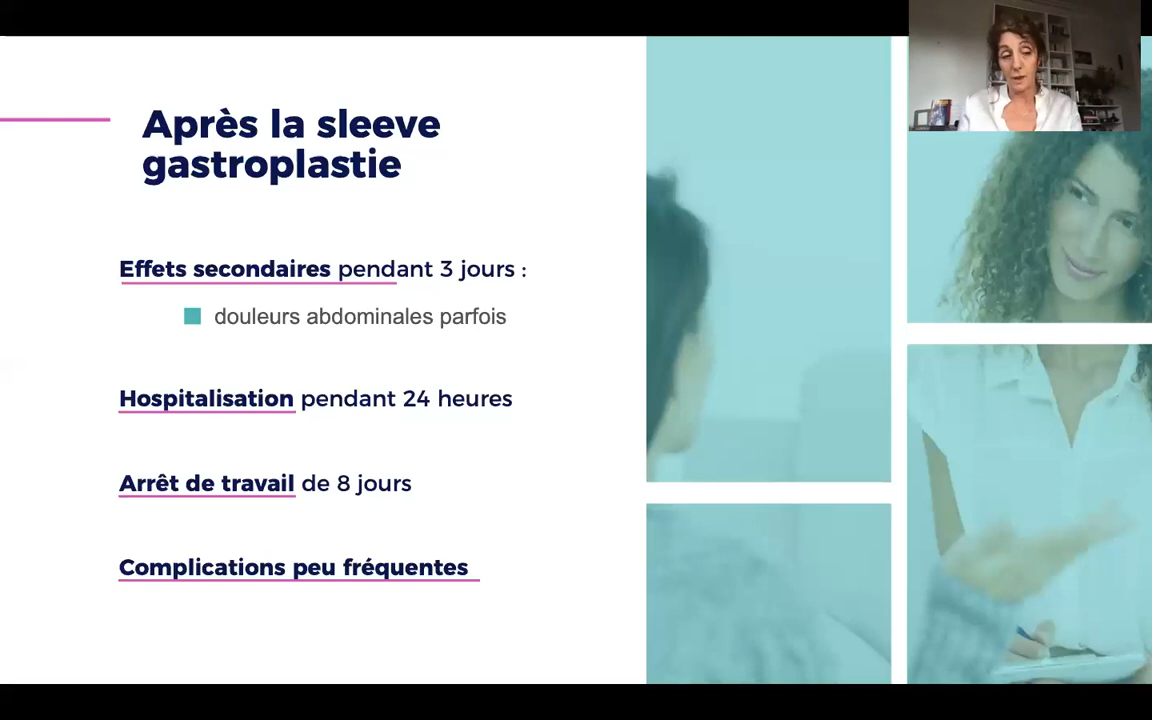 Après la sleeve
gastroplastie
Effets secondaires pendant 3 jours :
douleurs abdominales parfois
Hospitalisation pendant 24 heures
Arrêt de travail de 8 jours
Complications peu fréquentes